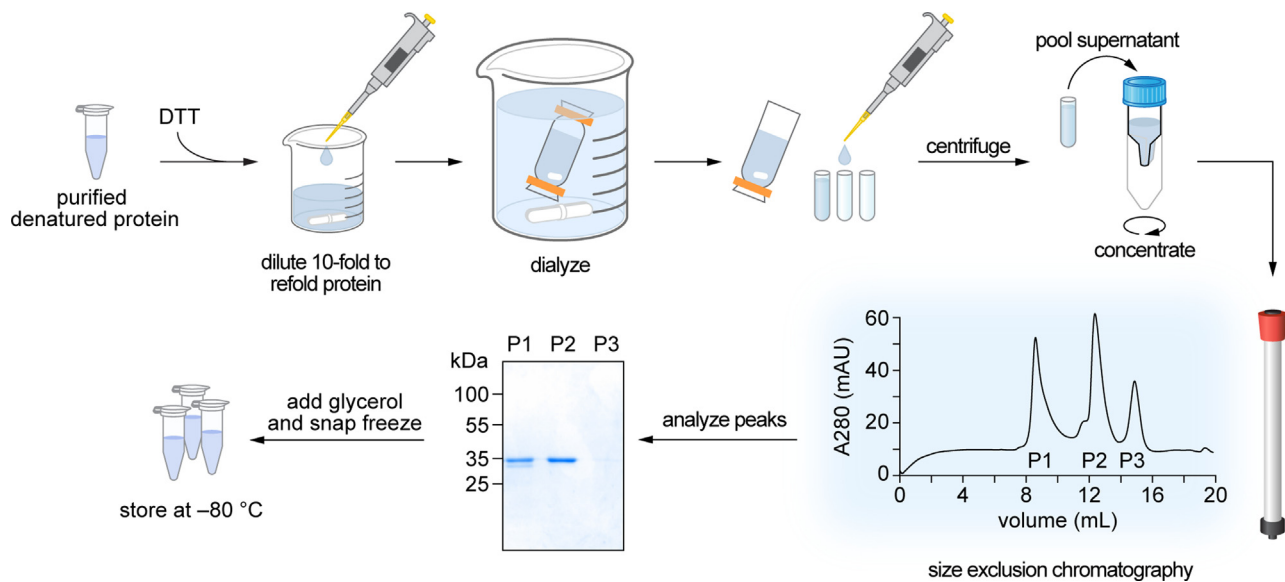 DTT
purified
denatured protein
dilute 10-fold to
refold protein
dialyze
centrifuge
pool supernatant
concentrate
A280 (mAU)
60
40
20
0
P1 P2 P3
0 4 8 12 16 20
volume (mL)
size exclusion chromatography
analyze peaks
P1 P2 P3
kDa
100
55
35
25
add glycerol
and snap freeze
store at –80 °C